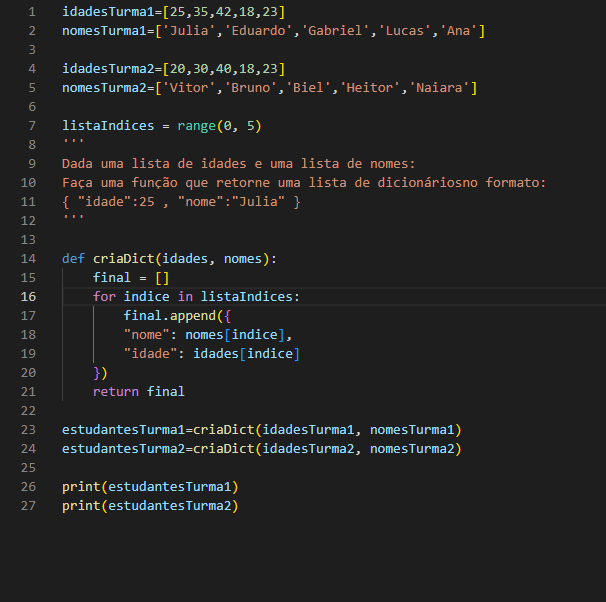 1 idadesTurma1=[25,35,42,18,23]
2 nomesTurma1=['Julia','Eduardo','Gabriel','Lucas','Ana']
3
4 idadesTurma2=[20,30,40,18,23]
5 nomesTurma2=['Vitor','Bruno','Biel','Heitor','Naiara']
6
7 listaIndices = range(0, 5)
8 '''
9 Dada uma lista de idades e uma lista de nomes:
10 Faça uma função que retorne uma lista de dicionáriosno formato:
11 { "idade":25 , "nome":"Julia" }
12 '''
13
14 def criaDict(idades, nomes):
15     final = []
16     for indice in listaIndices:
17         final.append({
18         "nome": nomes[indice],
19         "idade": idades[indice]
20     })
21     return final
22
23 estudantesTurma1=criaDict(idadesTurma1, nomesTurma1)
24 estudantesTurma2=criaDict(idadesTurma2, nomesTurma2)
25
26 print(estudantesTurma1)
27 print(estudantesTurma2)